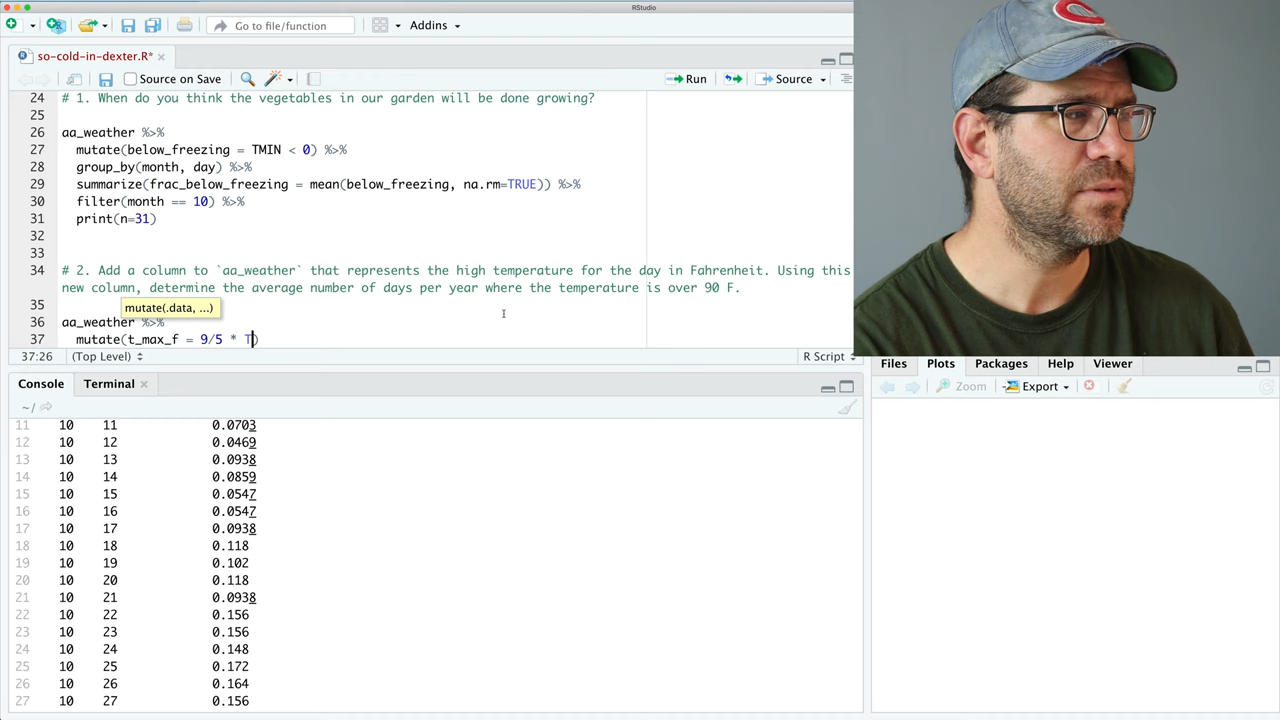 RStudio
Go to file/function
Addins
so-cold-in-dexter.R*
Source on Save
Run
Source
24 # 1. When do you think the vegetables in our garden will be done growing?
25
26 aa_weather %>%
27 mutate(below_freezing = TMIN < 0) %>%
28 group_by(month, day) %>%
29 summarize(frac_below_freezing = mean(below_freezing, na.rm=TRUE)) %>%
30 filter(month == 10) %>%
31 print(n=31)
32
33
34 # 2. Add a column to `aa_weather` that represents the high temperature for the day in Fahrenheit. Using this
new column, determine the average number of days per year where the temperature is over 90 F.
35
mutate(.data, ...)
36 aa_weather %>%
37 mutate(t_max_f = 9/5 * T)
37:26 (Top Level) R Script
Console Terminal
~/
11 10 11 0.0703
12 10 12 0.0469
13 10 13 0.0938
14 10 14 0.0859
15 10 15 0.0547
16 10 16 0.0547
17 10 17 0.0938
18 10 18 0.118
19 10 19 0.102
20 10 20 0.118
21 10 21 0.0938
22 10 22 0.156
23 10 23 0.156
24 10 24 0.148
25 10 25 0.172
26 10 26 0.164
27 10 27 0.156
Files Plots Packages Help Viewer
Zoom Export
C